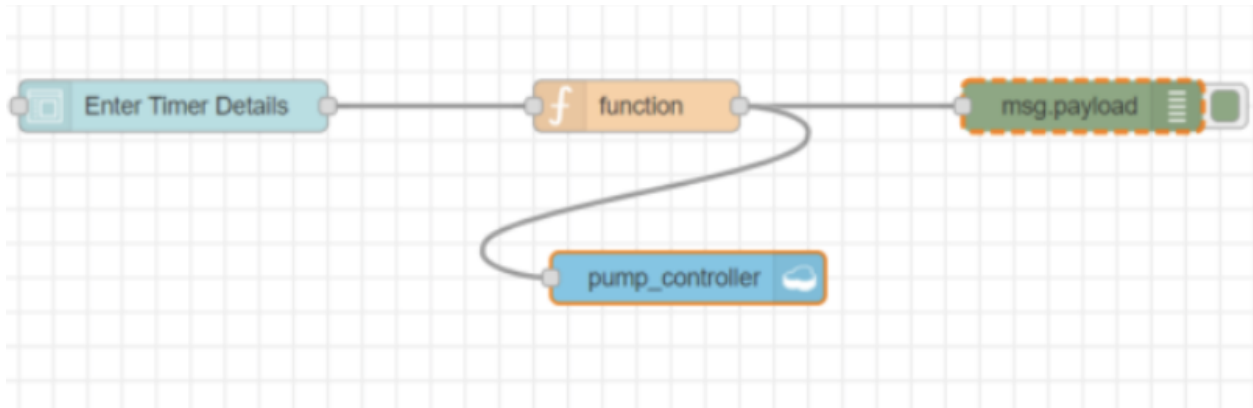 Enter Timer Details
function
msg.payload
pump_controller